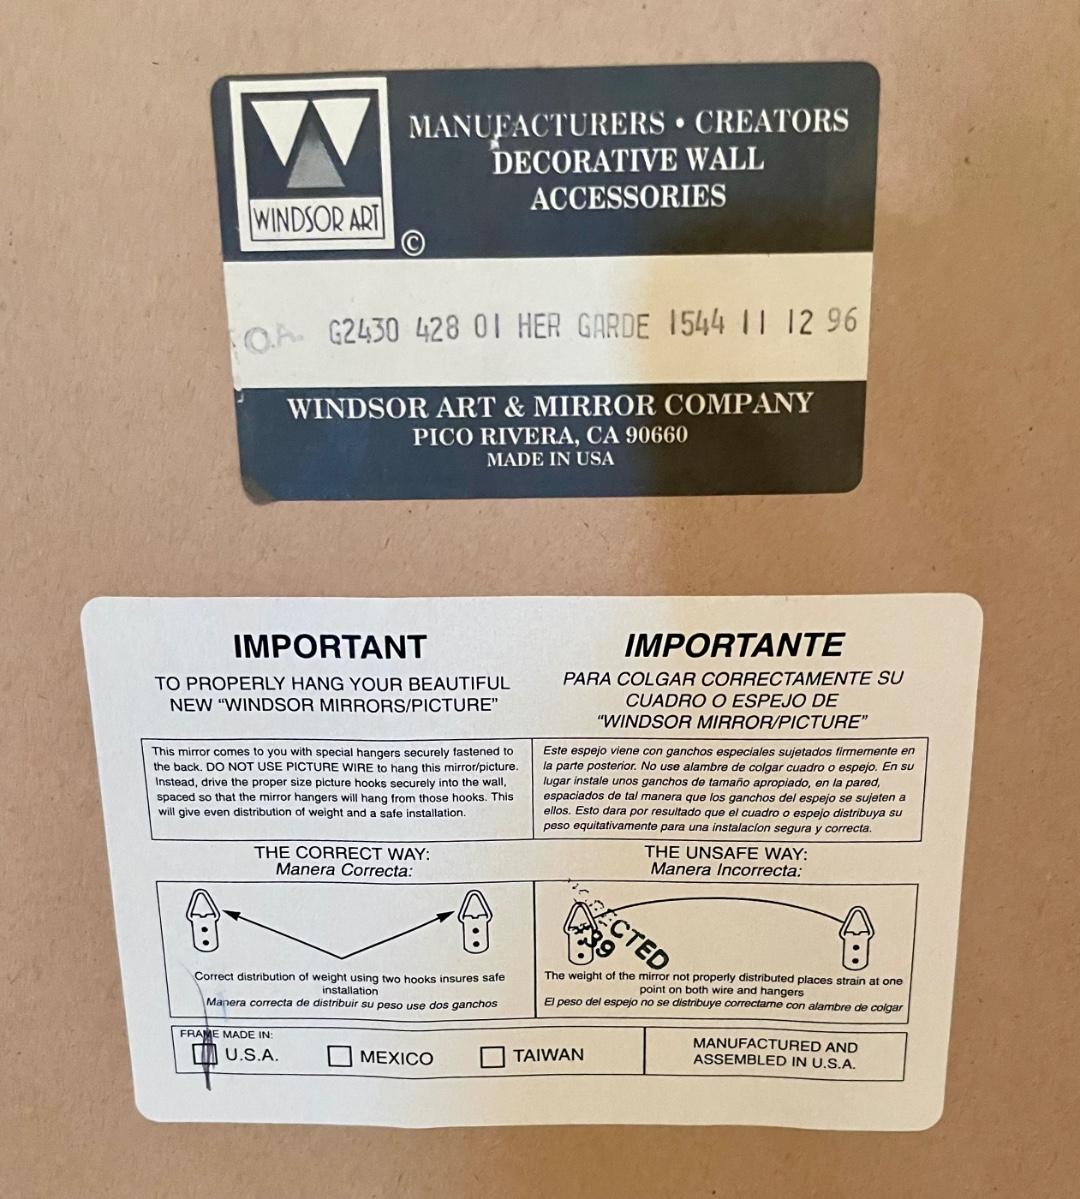 WINDSOR ART
©
MANUFACTURERS • CREATORS
DECORATIVE WALL
ACCESSORIES
O.A. G2430 428 01 HER GARDE 1544 11 12 96
WINDSOR ART & MIRROR COMPANY
PICO RIVERA, CA 90660
MADE IN USA
IMPORTANT
TO PROPERLY HANG YOUR BEAUTIFUL
NEW “WINDSOR MIRRORS/PICTURE”
This mirror comes to you with special hangers securely fastened to
the back. DO NOT USE PICTURE WIRE to hang this mirror/picture.
Instead, drive the proper size picture hooks securely into the wall,
spaced so that the mirror hangers will hang from those hooks. This
will give even distribution of weight and a safe installation.
IMPORTANTE
PARA COLGAR CORRECTAMENTE SU
CUADRO O ESPEJO DE
“WINDSOR MIRROR/PICTURE”
Este espejo viene con ganchos especiales sujetados firmemente en
la parte posterior. No use alambre de colgar cuadro o espejo. En su
lugar instale unos ganchos de tamaño apropiado, en la pared,
espaciados de tal manera que los ganchos del espejo se sujeten a
ellos. Esto dara por resultado que el cuadro o espejo distribuya su
peso equitativamente para una instalacíon segura y correcta.
THE CORRECT WAY:
Manera Correcta:
Correct distribution of weight using two hooks insures safe
installation
Manera correcta de distribuir su peso use dos ganchos
THE UNSAFE WAY:
Manera Incorrecta:
39
The weight of the mirror not properly distributed places strain at one
point on both wire and hangers
El peso del espejo no se distribuye correctame con alambre de colgar
FRAME MADE IN:
U.S.A. MEXICO TAIWAN
MANUFACTURED AND
ASSEMBLED IN U.S.A.